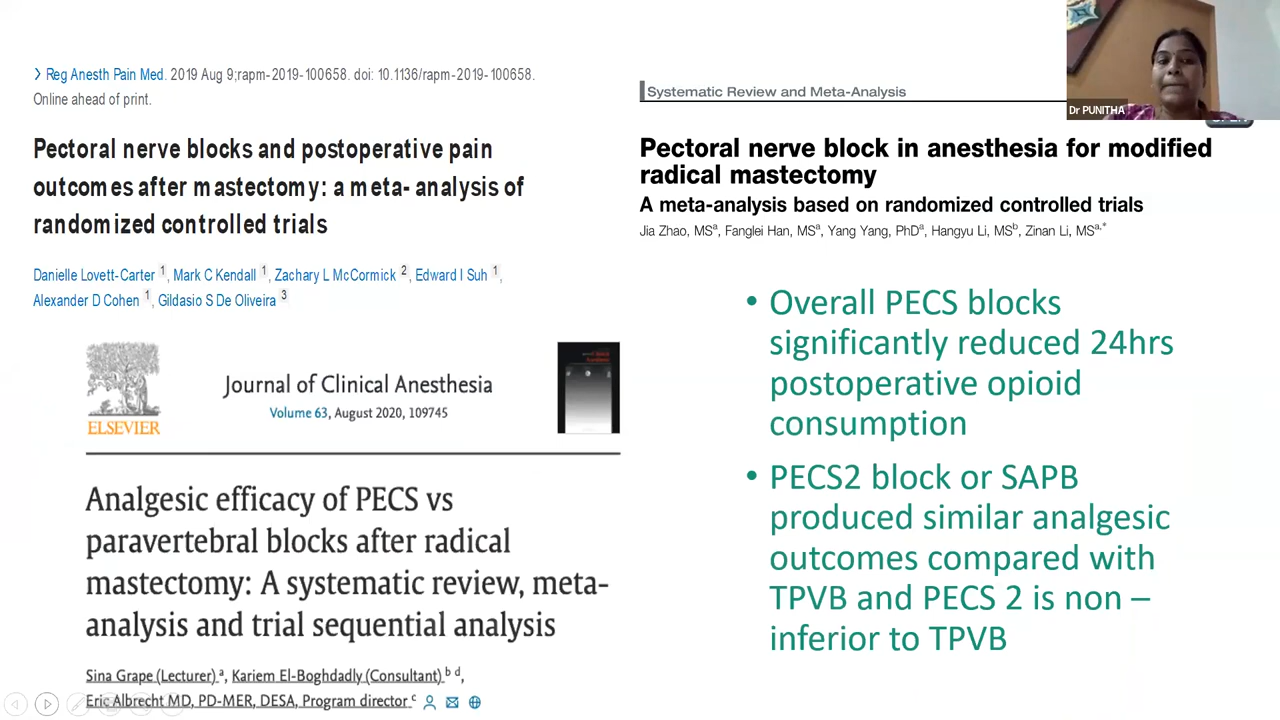 Reg Anesth Pain Med. 2019 Aug 9;rapm-2019-100658. doi: 10.1136/rapm-2019-100658.
Online ahead of print.
Pectoral nerve blocks and postoperative pain
outcomes after mastectomy: a meta- analysis of
randomized controlled trials
Danielle Lovett-Carter 1, Mark C Kendall 1, Zachary L McCormick 2, Edward I Suh 1,
Alexander D Cohen 1, Gildasio S De Oliveira 3
ELSEVIER
Journal of Clinical Anesthesia
Volume 63, August 2020, 109745
Analgesic efficacy of PECS vs
paravertebral blocks after radical
mastectomy: A systematic review, meta-
analysis and trial sequential analysis
Sina Grape (Lecturer) a, Kariem El-Boghdadly (Consultant) b d,
Eric Albrecht MD, PD-MER, DESA, Program director c
Systematic Review and Meta-Analysis
Dr PUNITHA
Pectoral nerve block in anesthesia for modified
radical mastectomy
A meta-analysis based on randomized controlled trials
Jia Zhao, MSa, Fanglei Han, MSa, Yang Yang, PhDa, Hangyu Li, MSb, Zinan Li, MSa,*
• Overall PECS blocks
significantly reduced 24hrs
postoperative opioid
consumption
• PECS2 block or SAPB
produced similar analgesic
outcomes compared with
TPVB and PECS 2 is non –
inferior to TPVB